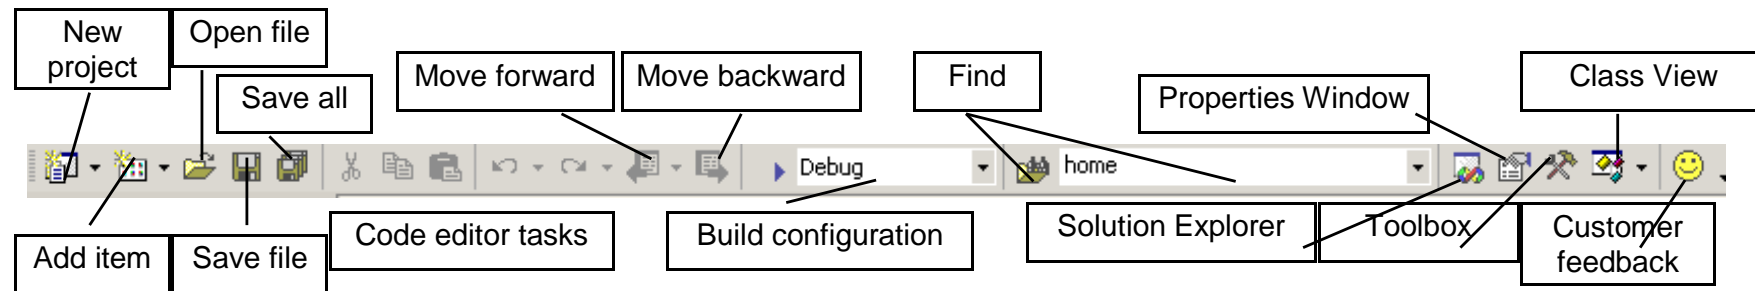 New
project
Open file
Save all
Move forward
Move backward
Find
Properties Window
Class View
Debug
home
Add item
Save file
Code editor tasks
Build configuration
Solution Explorer
Toolbox
Customer
feedback